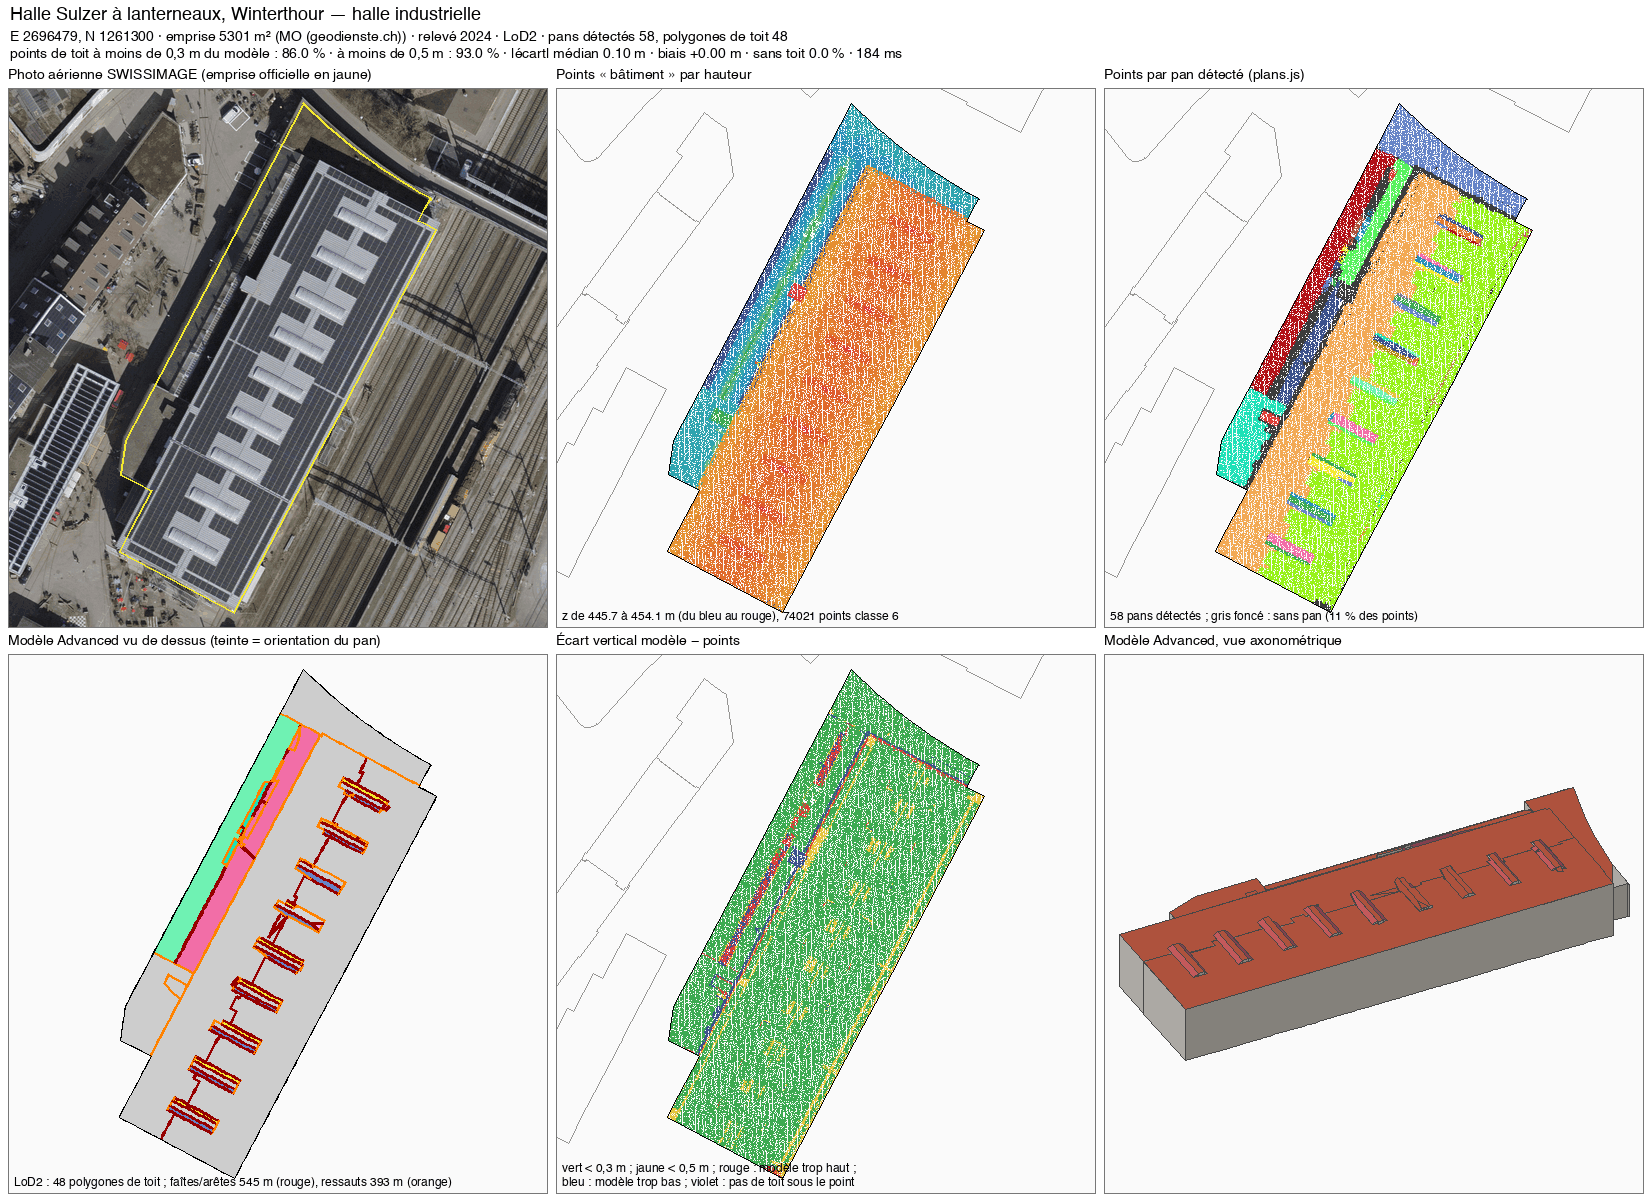 Halle Sulzer à lanterneaux, Winterthour — halle industrielle
E 2696479, N 1261300 · emprise 5301 m² (MO (geodienste.ch)) · relevé 2024 · LoD2 · pans détectés 58, polygones de toit 48
points de toit à moins de 0,3 m du modèle : 86.0 % · à moins de 0,5 m : 93.0 % · |écart| médian 0.10 m · biais +0.00 m · sans toit 0.0 % · 184 ms
Photo aérienne SWISSIMAGE (emprise officielle en jaune)
Points « bâtiment » par hauteur
Points par pan détecté (plans.js)
z de 445.7 à 454.1 m (du bleu au rouge), 74021 points classe 6
58 pans détectés ; gris foncé : sans pan (11 % des points)
Modèle Advanced vu de dessus (teinte = orientation du pan)
Écart vertical modèle − points
Modèle Advanced, vue axonométrique
LoD2 : 48 polygones de toit ; faîtes/arêtes 545 m (rouge), ressauts 393 m (orange)
vert < 0,3 m ; jaune < 0,5 m ; rouge : modèle trop haut ;
bleu : modèle trop bas ; violet : pas de toit sous le point